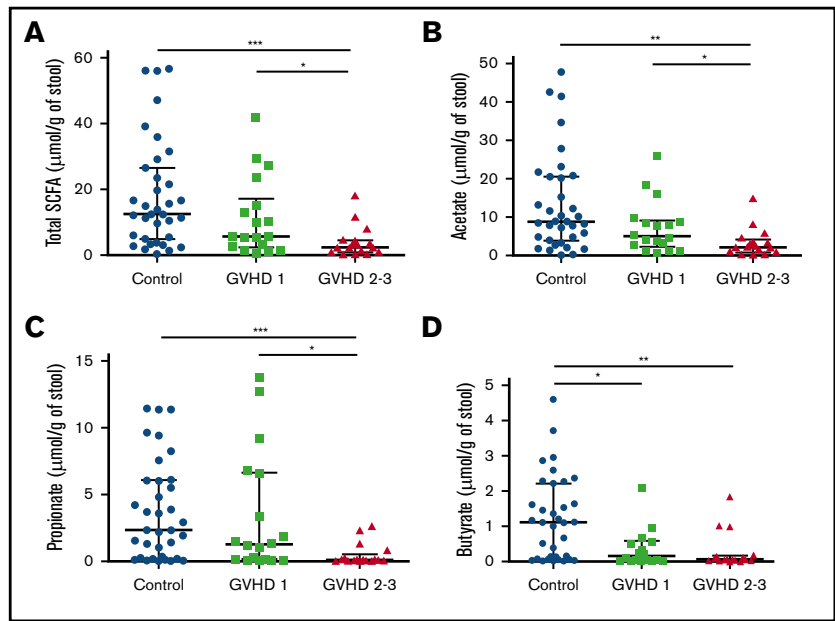 A
Total SCFA (μmol/g of stool)
60
40
20
0
***
*
Control GVHD 1 GVHD 2-3
B
Acetate (μmol/g of stool)
50
40
30
20
10
0
**
*
Control GVHD 1 GVHD 2-3
C
Propionate (μmol/g of stool)
15
10
5
0
***
*
Control GVHD 1 GVHD 2-3
D
Butyrate (μmol/g of stool)
5
4
3
2
1
0
**
*
Control GVHD 1 GVHD 2-3